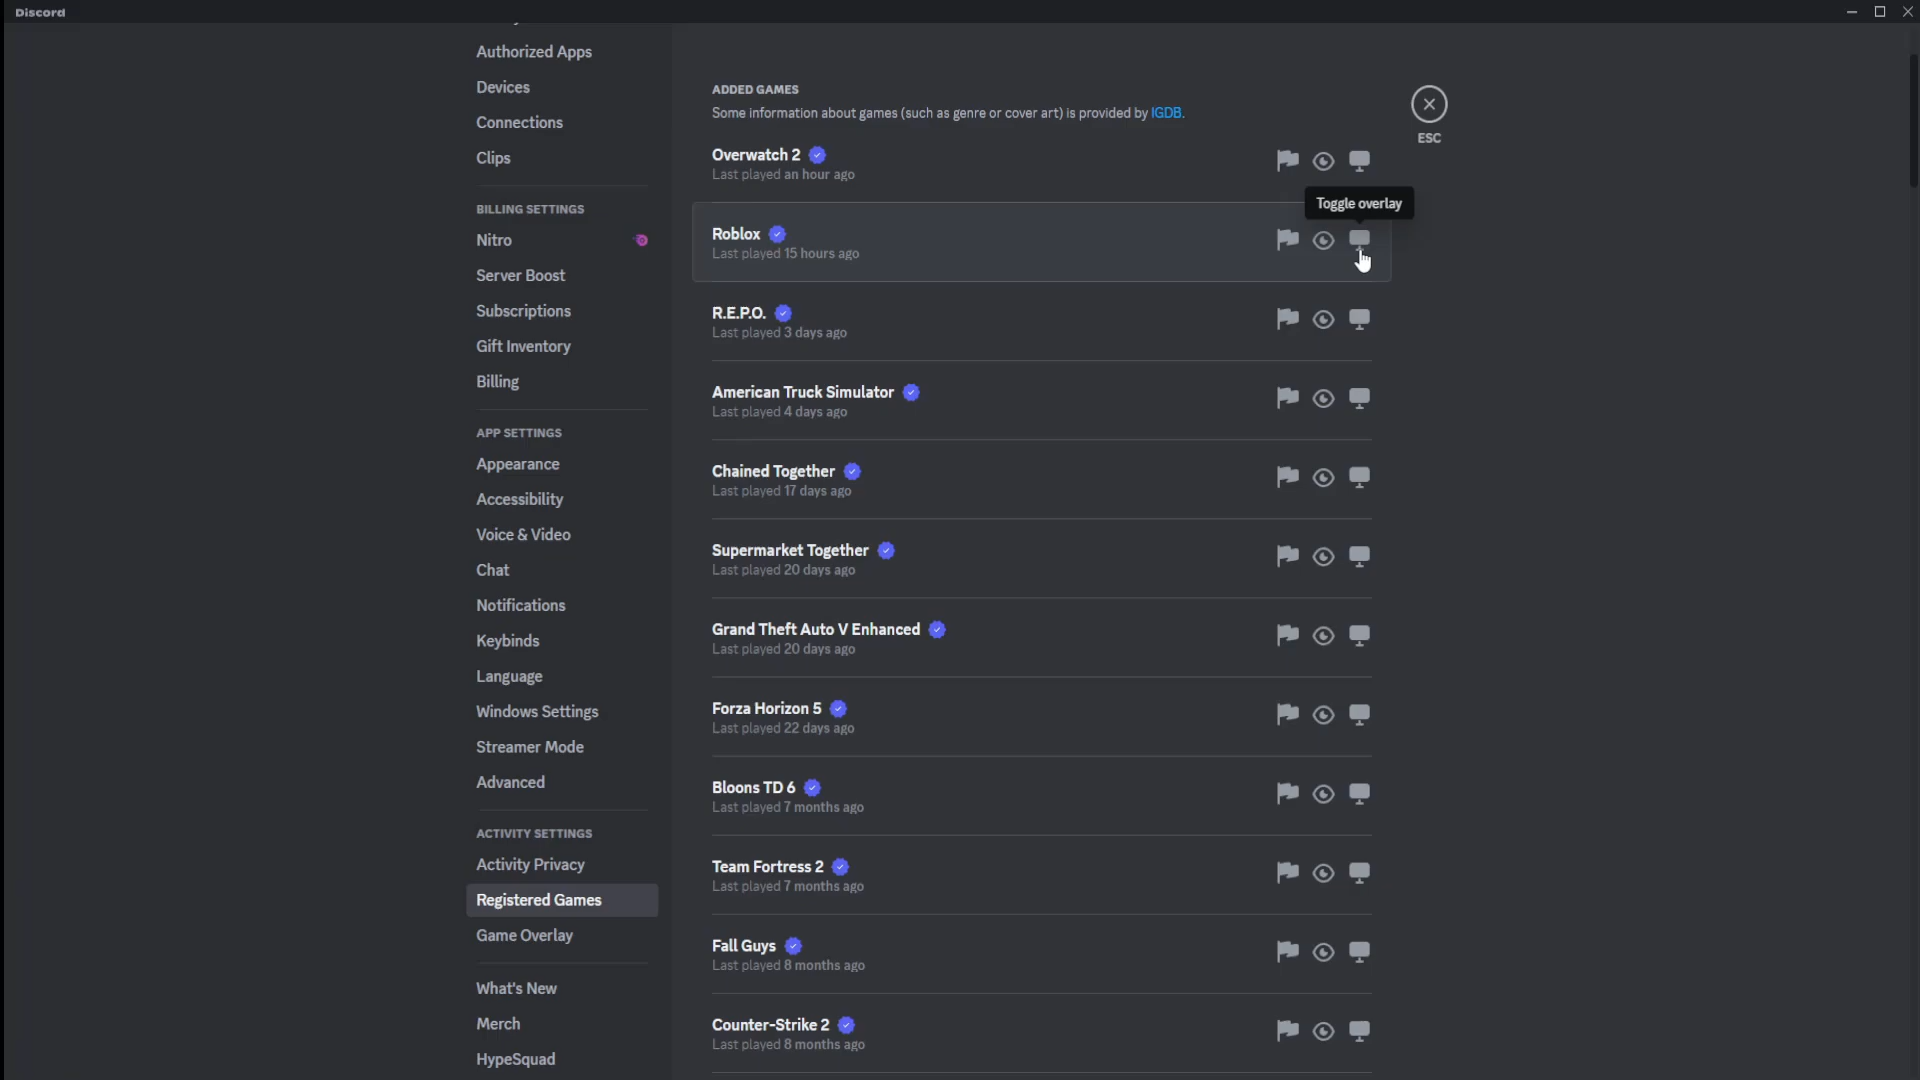 Discord
Authorized Apps
Devices
Connections
Clips
BILLING SETTINGS
Nitro
Server Boost
Subscriptions
Gift Inventory
Billing
APP SETTINGS
Appearance
Accessibility
Voice & Video
Chat
Notifications
Keybinds
Language
Windows Settings
Streamer Mode
Advanced
ACTIVITY SETTINGS
Activity Privacy
Registered Games
Game Overlay
What's New
Merch
HypeSquad
ADDED GAMES
Some information about games (such as genre or cover art) is provided by IGDB.
ESC
Overwatch 2
Last played an hour ago
Toggle overlay
Roblox
Last played 15 hours ago
R.E.P.O.
Last played 3 days ago
American Truck Simulator
Last played 4 days ago
Chained Together
Last played 17 days ago
Supermarket Together
Last played 20 days ago
Grand Theft Auto V Enhanced
Last played 20 days ago
Forza Horizon 5
Last played 22 days ago
Bloons TD 6
Last played 7 months ago
Team Fortress 2
Last played 7 months ago
Fall Guys
Last played 8 months ago
Counter-Strike 2
Last played 8 months ago